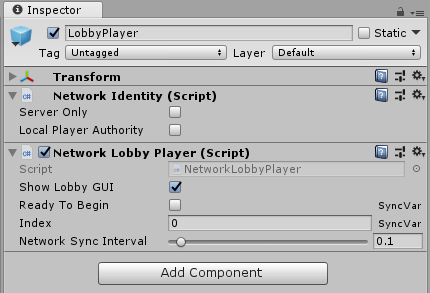 Inspector
LobbyPlayer Static
Tag Untagged Layer Default
Transform
Network Identity (Script)
Server Only
Local Player Authority
Network Lobby Player (Script)
Script NetworkLobbyPlayer
Show Lobby GUI
Ready To Begin SyncVar
Index 0 SyncVar
Network Sync Interval 0.1
Add Component